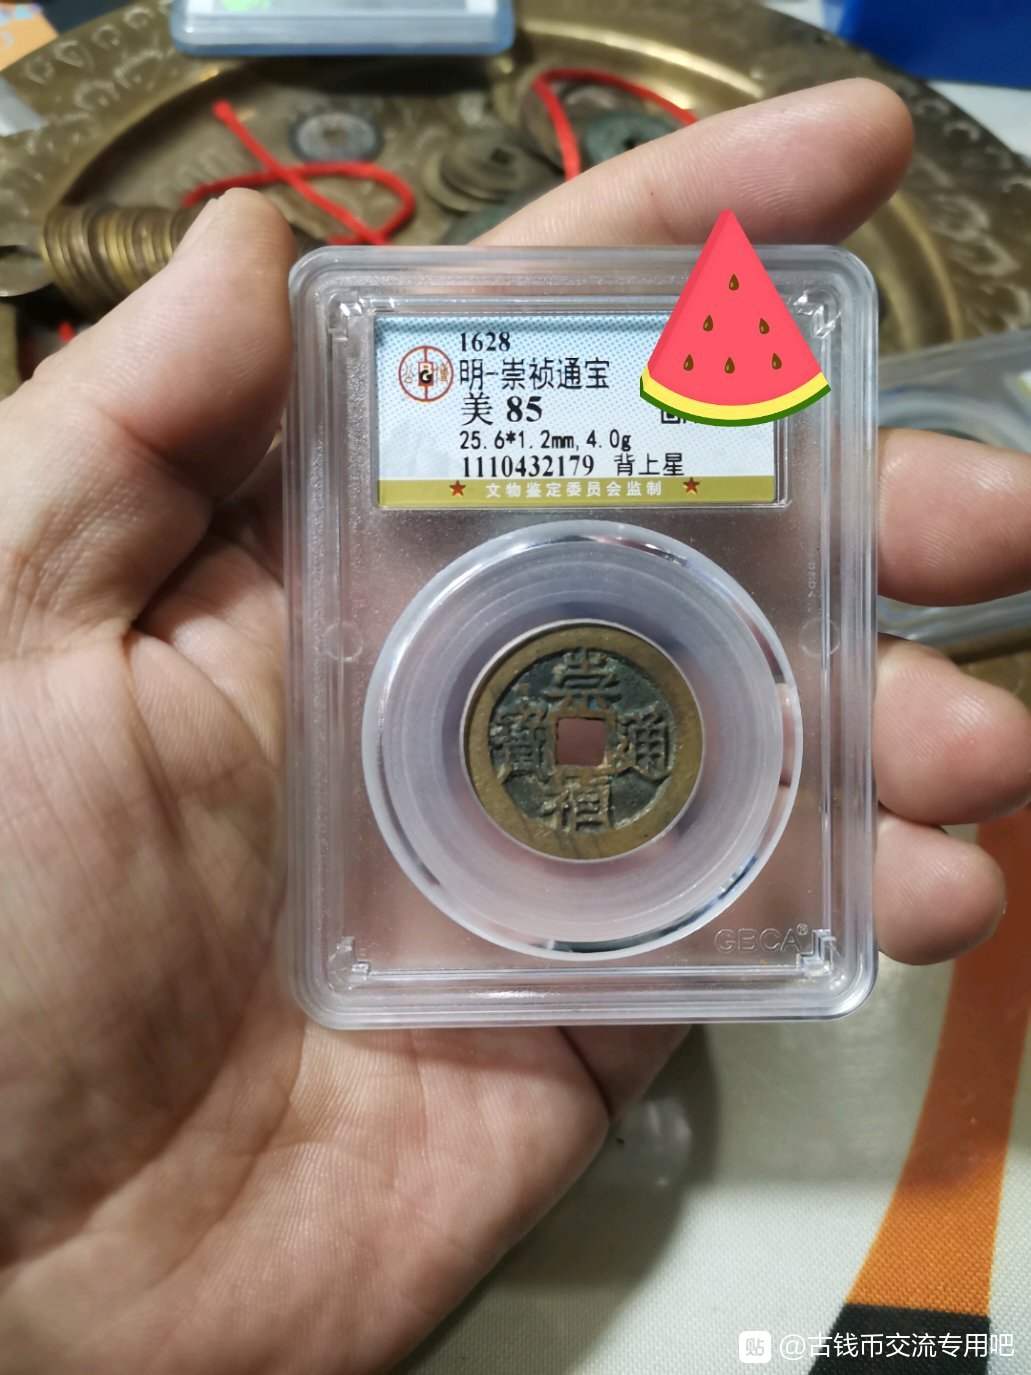 1628
明-崇祯通宝
美 85
25.6*1.2mm, 4.0g
1110432179 背上星
★ 文物鉴定委员会监制 ★
崇
寶 通
禎
GBCA®
贴 @古钱币交流专用吧